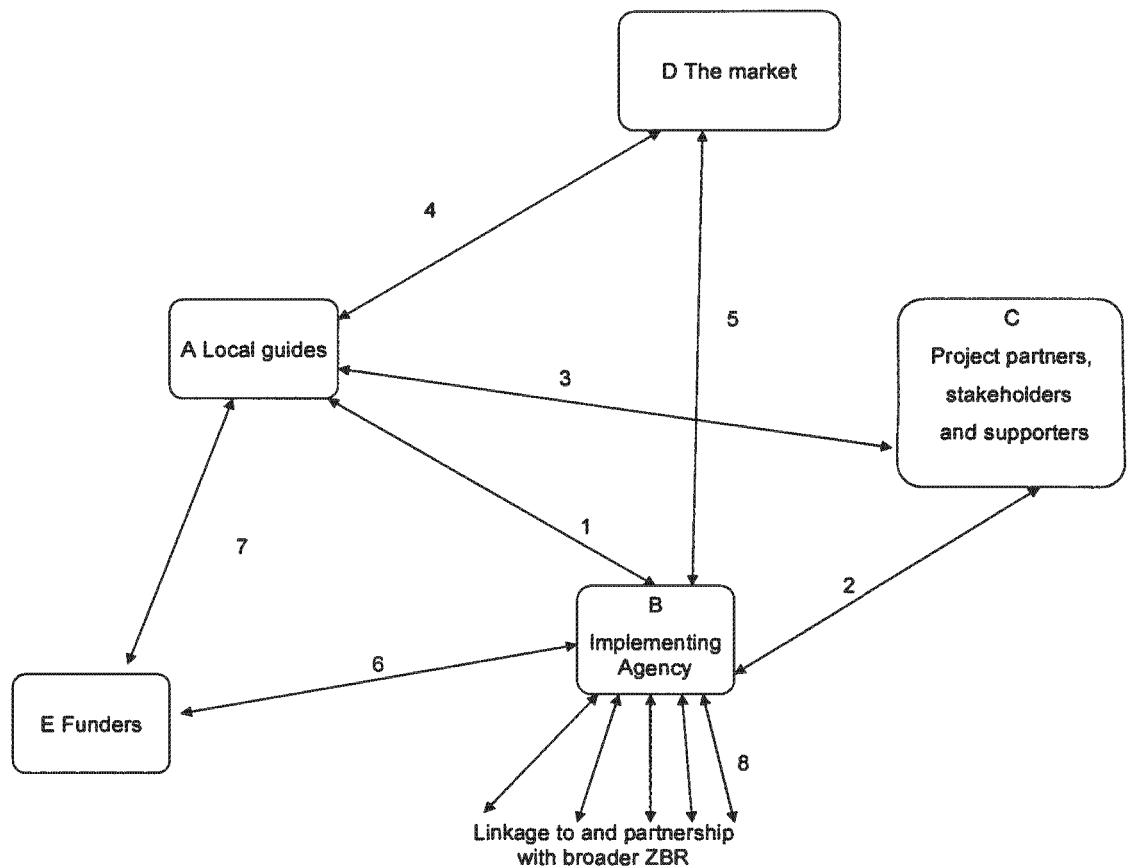 D The market
4
A Local guides
5
C
Project partners,
stakeholders
and supporters
3
1
7
2
B
Implementing
Agency
6
E Funders
8
Linkage to and partnership
with broader ZBR